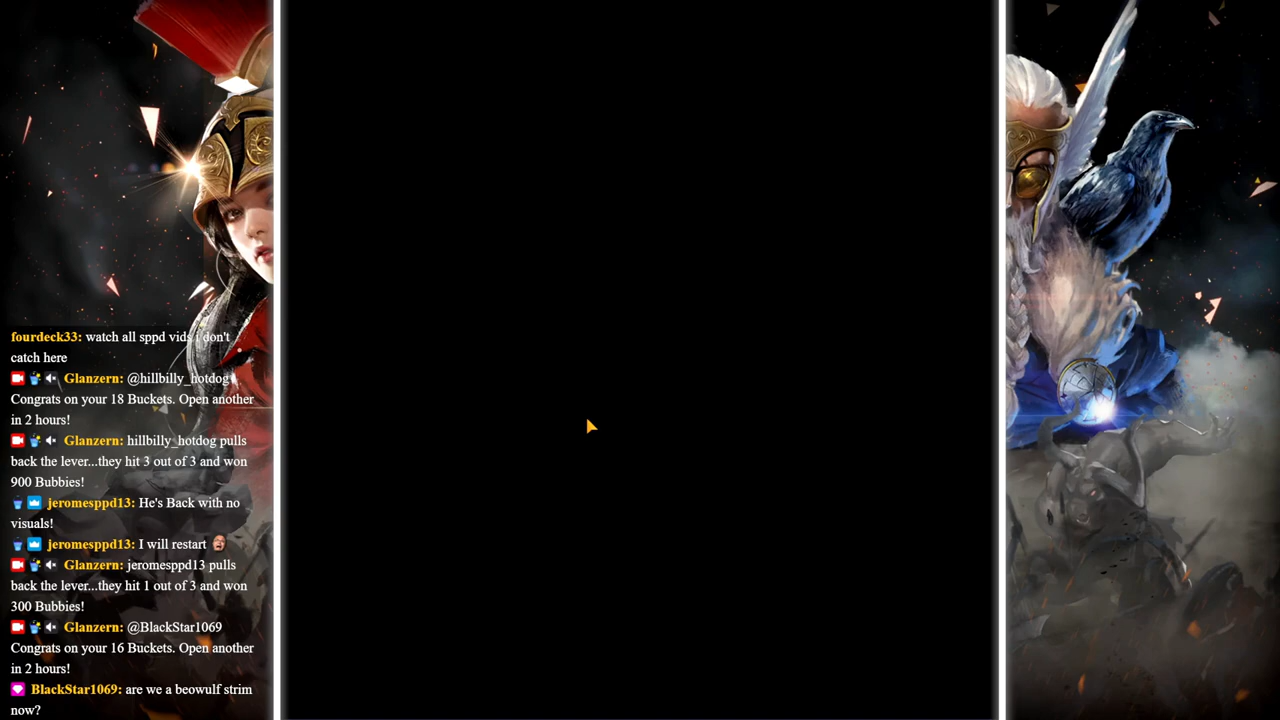 fourdeck33: watch all sppd vids i don't
catch here
Glanzern: @hillbilly_hotdog
Congrats on your 18 Buckets. Open another
in 2 hours!
Glanzern: hillbilly_hotdog pulls
back the lever...they hit 3 out of 3 and won
900 Bubbies!
jeromesppd13: He's Back with no
visuals!
jeromesppd13: I will restart
Glanzern: jeromesppd13 pulls
back the lever...they hit 1 out of 3 and won
300 Bubbies!
Glanzern: @BlackStar1069
Congrats on your 16 Buckets. Open another
in 2 hours!
BlackStar1069: are we a beowulf strim
now?